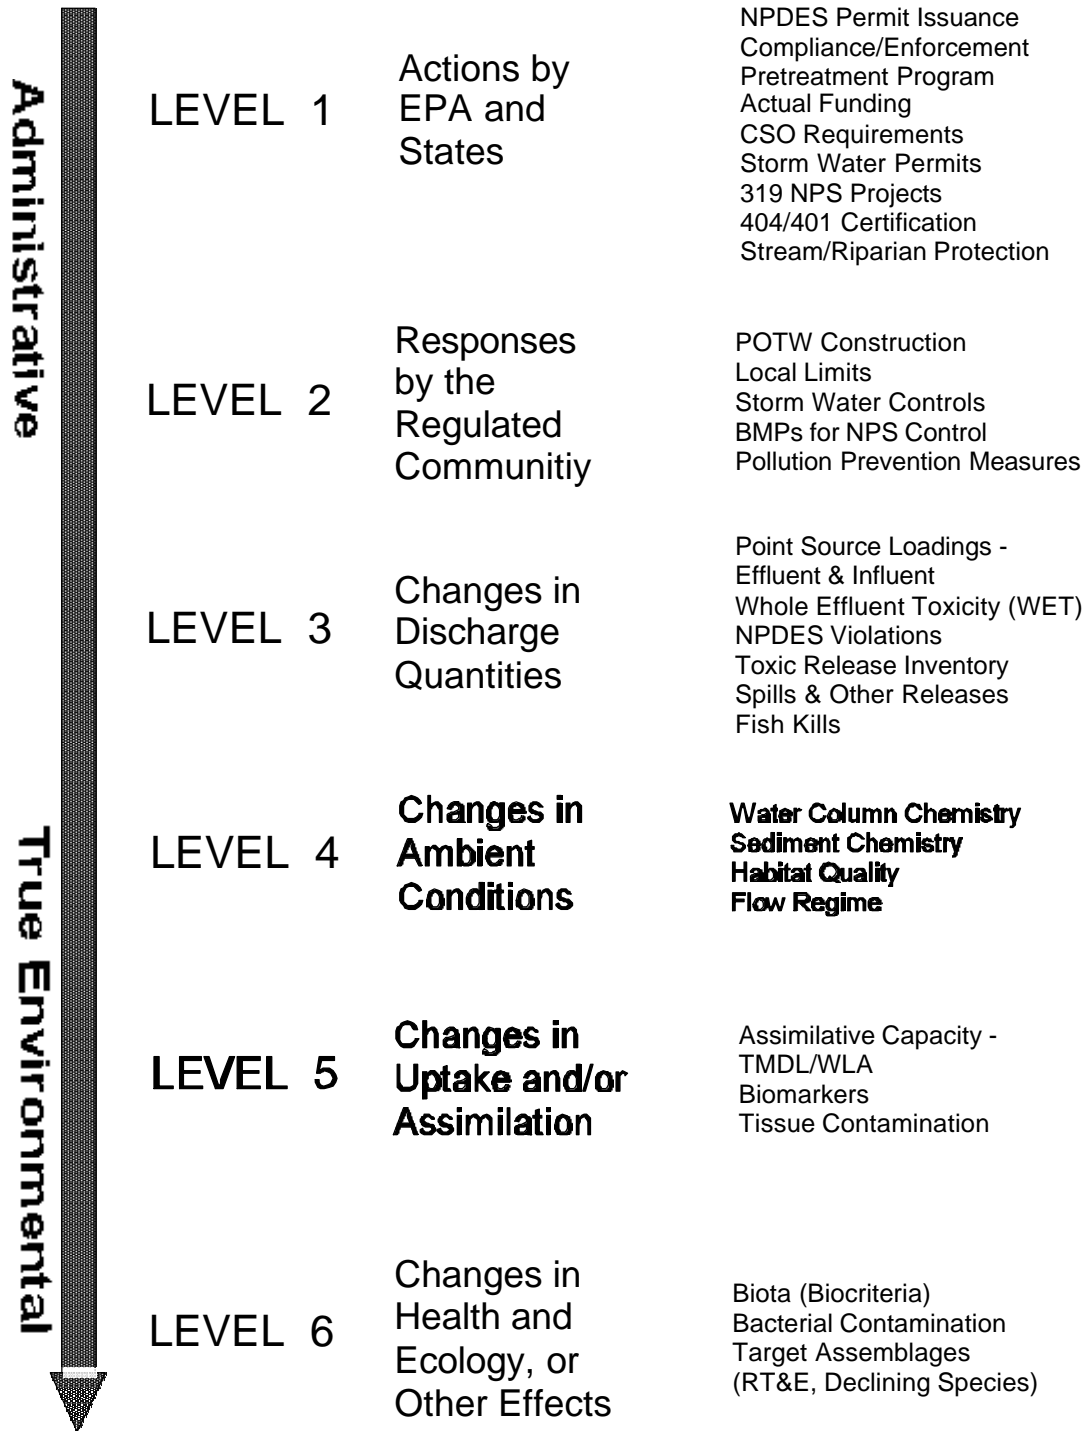 Administrative
True Environmental
LEVEL 1
Actions by
EPA and
States
NPDES Permit Issuance
Compliance/Enforcement
Pretreatment Program
Actual Funding
CSO Requirements
Storm Water Permits
319 NPS Projects
404/401 Certification
Stream/Riparian Protection
LEVEL 2
Responses
by the
Regulated
Communitiy
POTW Construction
Local Limits
Storm Water Controls
BMPs for NPS Control
Pollution Prevention Measures
LEVEL 3
Changes in
Discharge
Quantities
Point Source Loadings -
Effluent & Influent
Whole Effluent Toxicity (WET)
NPDES Violations
Toxic Release Inventory
Spills & Other Releases
Fish Kills
LEVEL 4
Changes in
Ambient
Conditions
Water Column Chemistry
Sediment Chemistry
Habitat Quality
Flow Regime
LEVEL 5
Changes in
Uptake and/or
Assimilation
Assimilative Capacity -
TMDL/WLA
Biomarkers
Tissue Contamination
LEVEL 6
Changes in
Health and
Ecology, or
Other Effects
Biota (Biocriteria)
Bacterial Contamination
Target Assemblages
(RT&E, Declining Species)